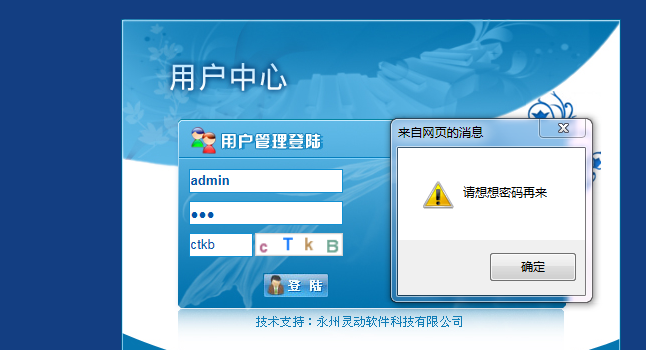 用户中心
用户管理登陆
admin
●●●
ctkb
c T k B
登 陆
技术支持：永州灵动软件科技有限公司
来自网页的消息
请想想密码再来
确定